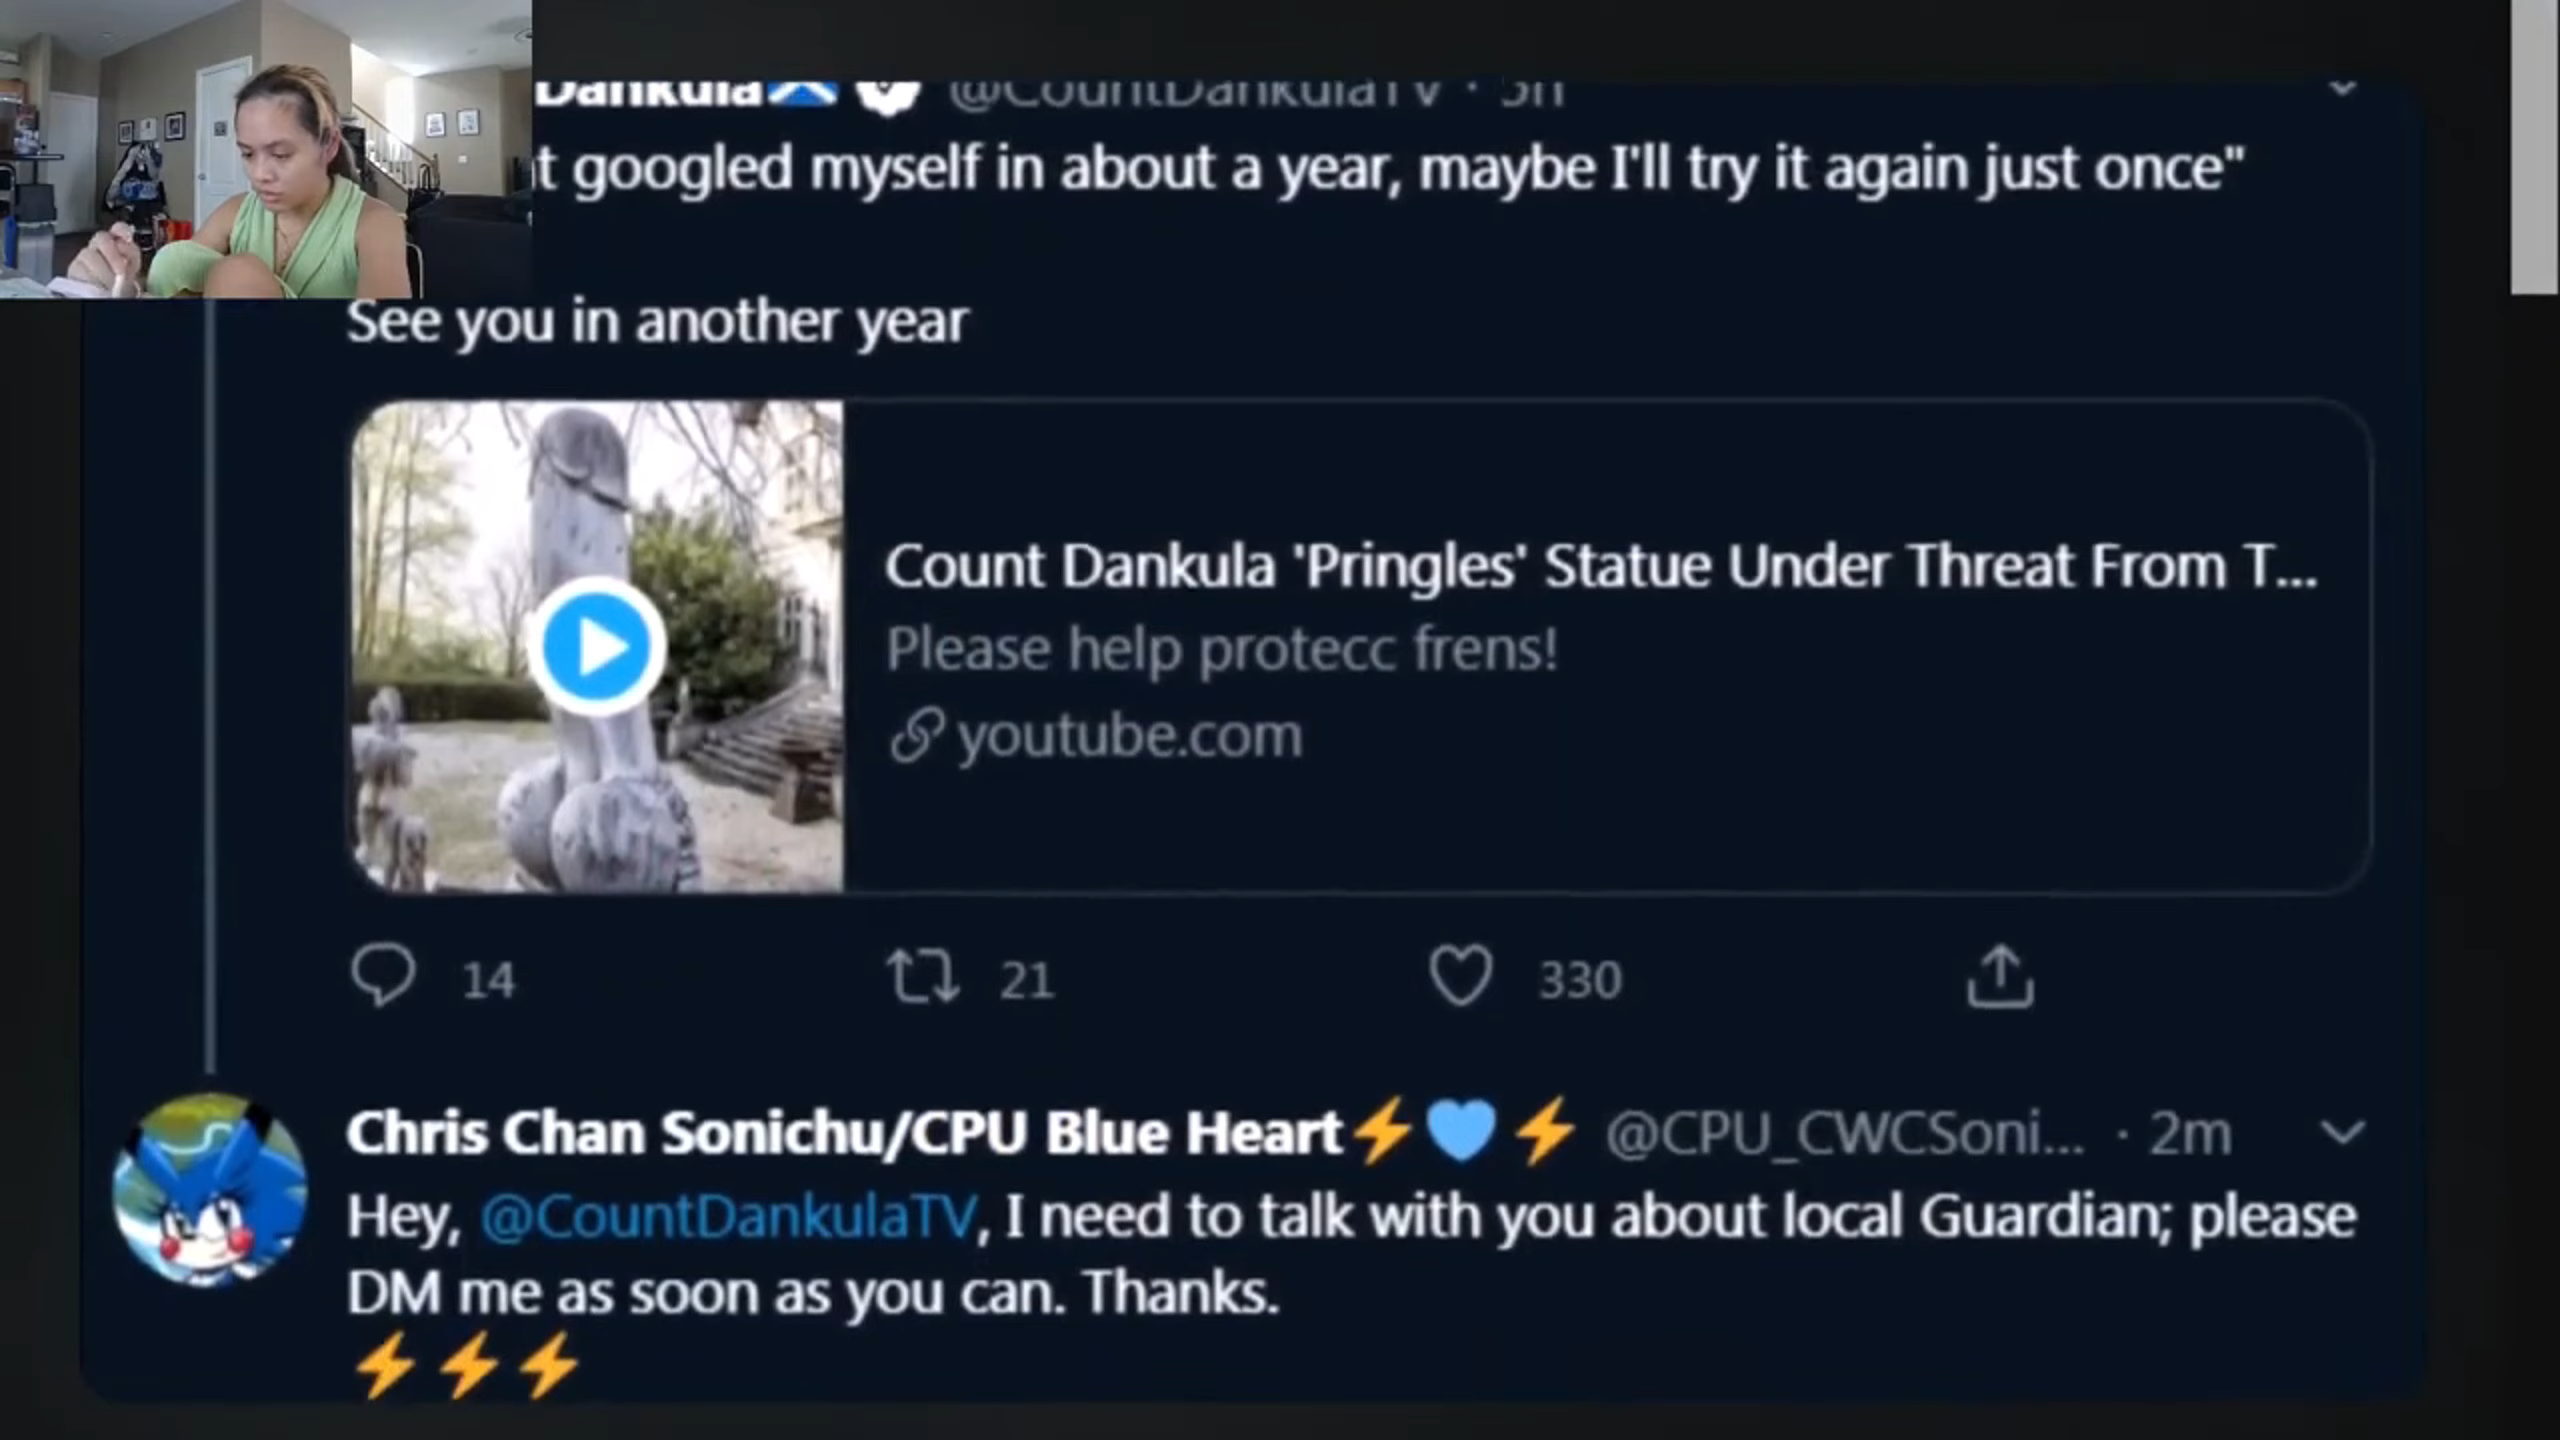 Dankula @CountDankulaTV · 5h
t googled myself in about a year, maybe I'll try it again just once"
See you in another year
Count Dankula 'Pringles' Statue Under Threat From T...
Please help protecc frens!
youtube.com
14 21 330
Chris Chan Sonichu/CPU Blue Heart⚡💙⚡ @CPU_CWCSoni... · 2m
Hey, @CountDankulaTV, I need to talk with you about local Guardian; please
DM me as soon as you can. Thanks.
⚡⚡⚡